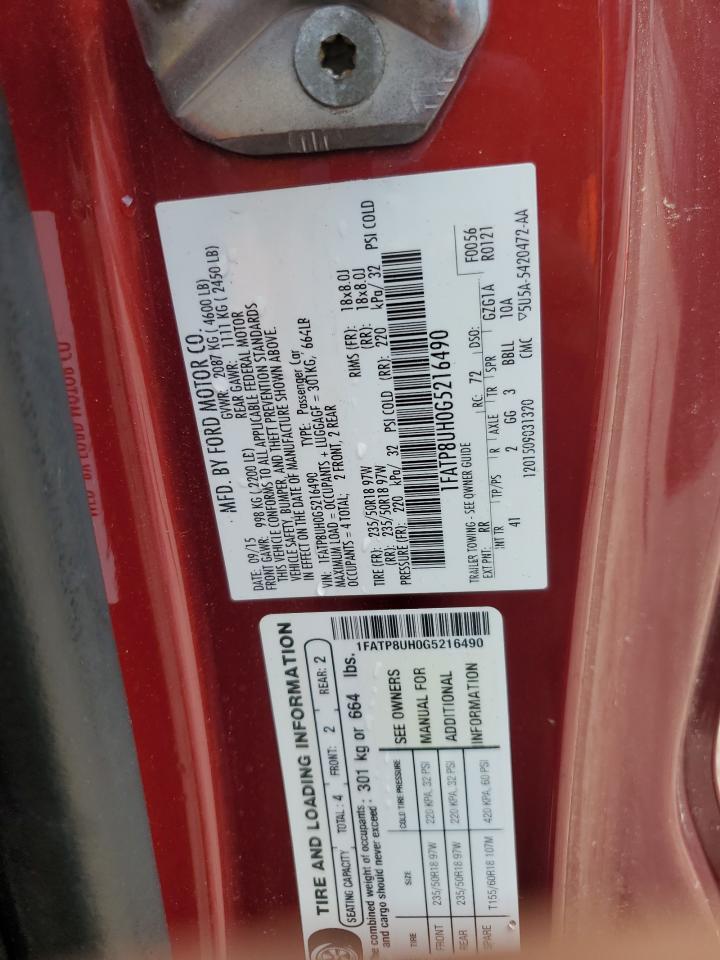 MFD. BY FORD MOTOR CO.
DATE: 09/15 GVWR: 2087 KG (4600 LB)
FRONT GAWR: 998 KG (2200 LB) REAR GAWR: 1111 KG (2450 LB)
THIS VEHICLE CONFORMS TO ALL APPLICABLE FEDERAL MOTOR
VEHICLE SAFETY, BUMPER, AND THEFT PREVENTION STANDARDS
IN EFFECT ON THE DATE OF MANUFACTURE SHOWN ABOVE.
VIN: 1FATP8UH0G5216490 TYPE: Passenger Car
MAXIMUM LOAD = OCCUPANTS + LUGGAGE = 301KG, 664LB
OCCUPANTS = 4 TOTAL; 2 FRONT, 2 REAR
TIRE (FR): 235/50R18 97W RIMS (FR): 18x8.0J
(RR): 235/50R18 97W (RR): 18x8.0J
PRESSURE (FR): 220 kPa/ 32 PSI COLD (RR): 220 kPa/ 32 PSI COLD
1FATP8UH0G5216490
TRAILER TOWING - SEE OWNER GUIDE
EXT PNT: RR RC: 72 DSO: F0056
R0121
INT TR TP/PS R AXLE TR SPR GZG1A
41 2 GG 3 BBLL 10A
1201509031370 CMC ▽5U5A-5420472-AA
TIRE AND LOADING INFORMATION
SEATING CAPACITY TOTAL: 4 FRONT: 2 REAR: 2
combined weight of occupants and cargo should never exceed: 301 kg or 664 lbs.
1FATP8UH0G5216490
TIRE SIZE COLD TIRE PRESSURE SEE OWNERS
FRONT 235/50R18 97W 220 KPA, 32 PSI MANUAL FOR
REAR 235/50R18 97W 220 KPA, 32 PSI ADDITIONAL
SPARE T155/60R18 107M 420 KPA, 60 PSI INFORMATION